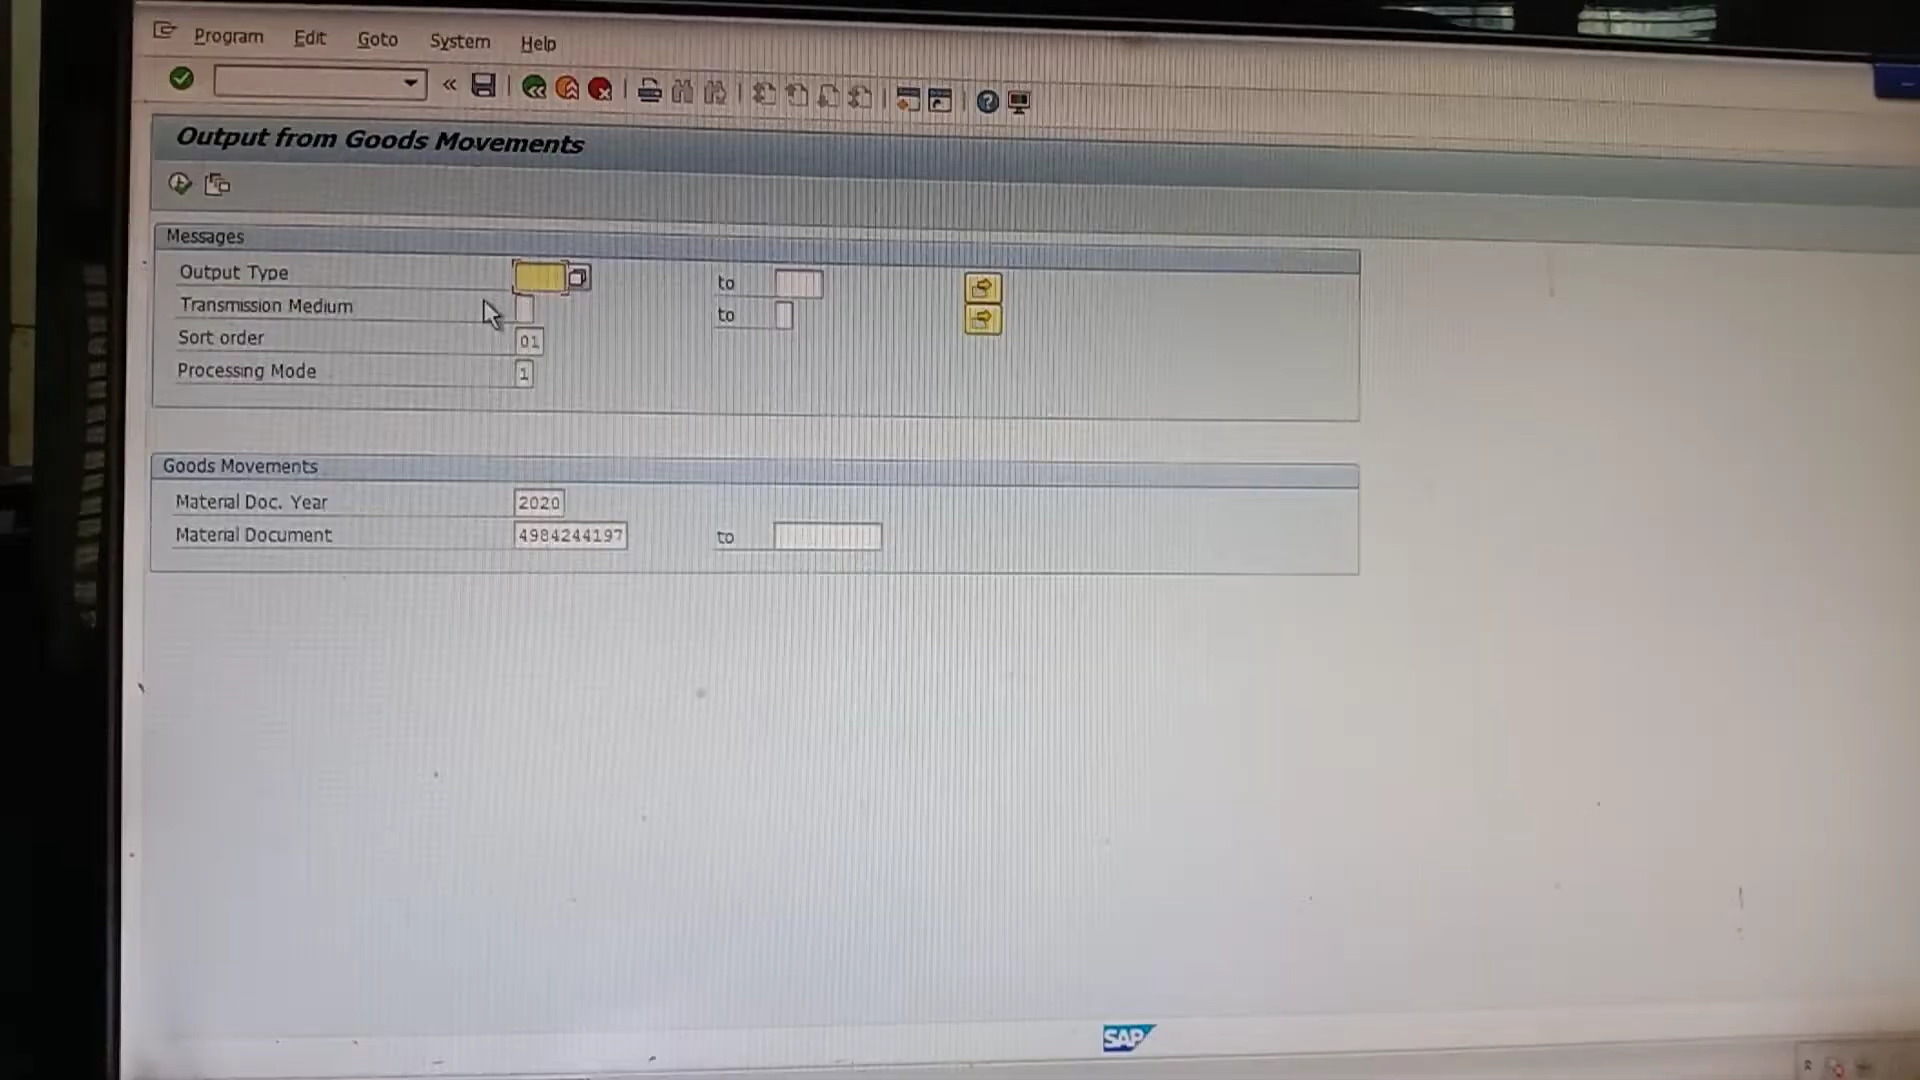 Program Edit Goto System Help
Output from Goods Movements
Messages
Output Type to
Transmission Medium to
Sort order 01
Processing Mode 1
Goods Movements
Material Doc. Year 2020
Material Document 4984244197 to
SAP